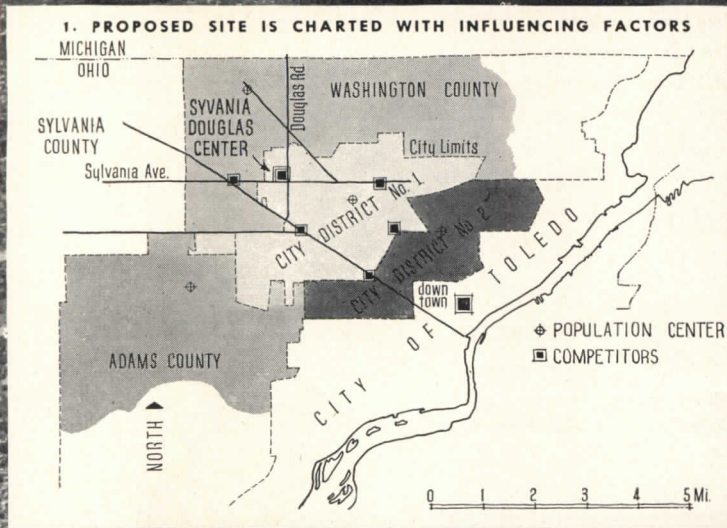 1. PROPOSED SITE IS CHARTED WITH INFLUENCING FACTORS
MICHIGAN
OHIO
WASHINGTON COUNTY
Douglas Rd
SYVANIA
DOUGLAS
CENTER
SYLVANIA
COUNTY
City Limits
Sylvania Ave.
CITY DISTRICT No. 1
CITY DISTRICT No. 2
CITY OF TOLEDO
down
town
POPULATION CENTER
COMPETITORS
ADAMS COUNTY
NORTH
0 1 2 3 4 5 Mi.